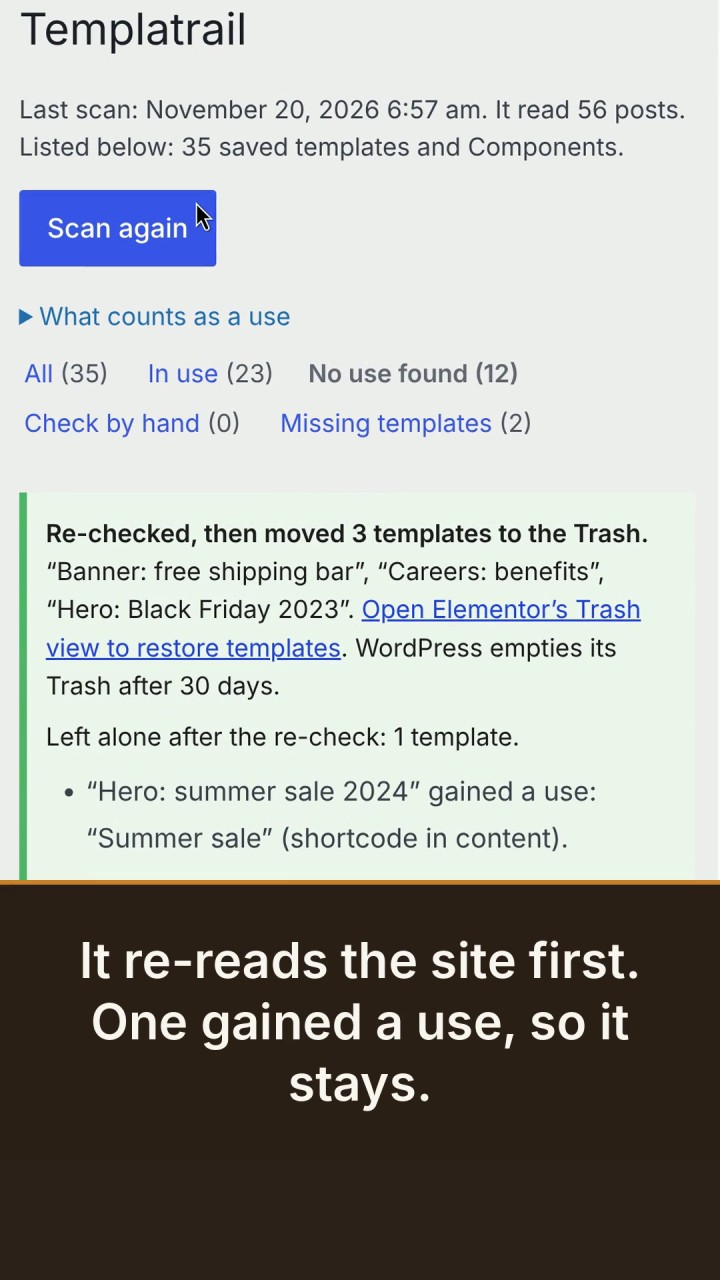 Templatrail
Last scan: November 20, 2026 6:57 am. It read 56 posts.
Listed below: 35 saved templates and Components.
Scan again
▶ What counts as a use
All (35) In use (23) No use found (12)
Check by hand (0) Missing templates (2)
Re-checked, then moved 3 templates to the Trash.
“Banner: free shipping bar”, “Careers: benefits”,
“Hero: Black Friday 2023”. Open Elementor’s Trash
view to restore templates. WordPress empties its
Trash after 30 days.
Left alone after the re-check: 1 template.
• “Hero: summer sale 2024” gained a use:
“Summer sale” (shortcode in content).
It re-reads the site first.
One gained a use, so it
stays.